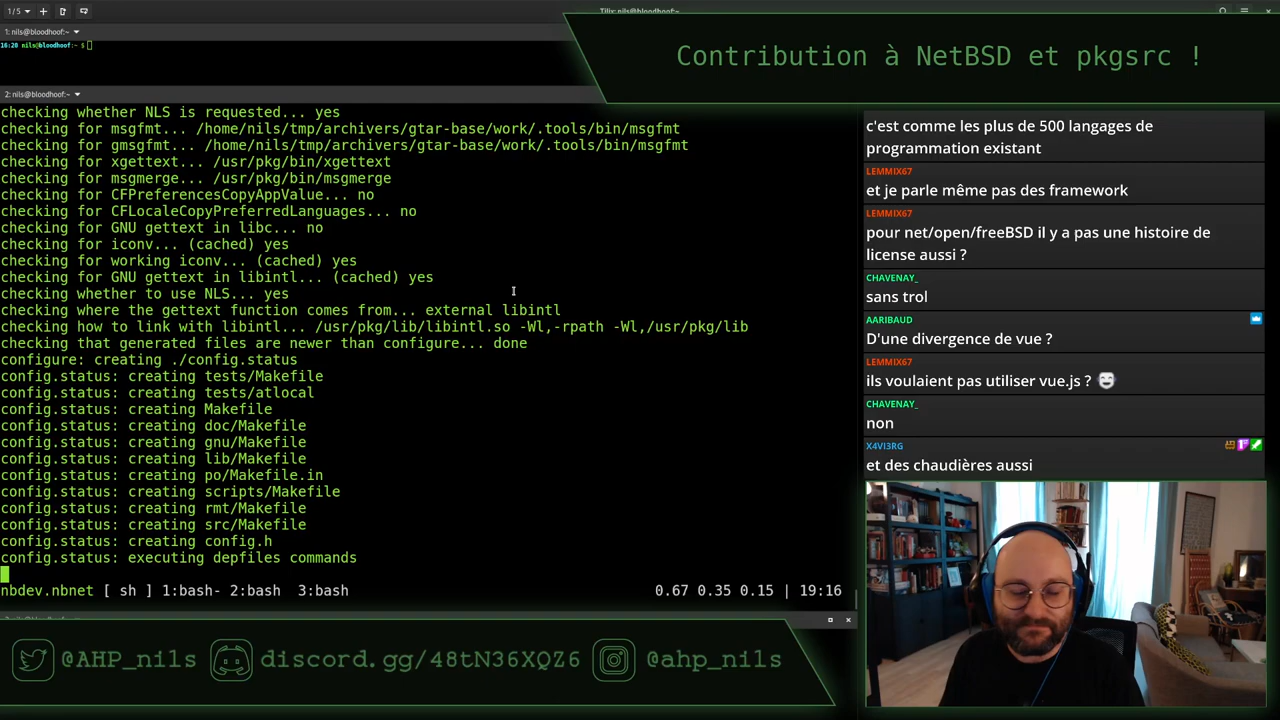 1/5
Tilix: nils@bloodhoof:~
1: nils@bloodhoof:~
16:20 nils@bloodhoof:~ $
Contribution à NetBSD et pkgsrc !
2: nils@bloodhoof:~
checking whether NLS is requested... yes
checking for msgfmt... /home/nils/tmp/archivers/gtar-base/work/.tools/bin/msgfmt
checking for gmsgfmt... /home/nils/tmp/archivers/gtar-base/work/.tools/bin/msgfmt
checking for xgettext... /usr/pkg/bin/xgettext
checking for msgmerge... /usr/pkg/bin/msgmerge
checking for CFPreferencesCopyAppValue... no
checking for CFLocaleCopyPreferredLanguages... no
checking for GNU gettext in libc... no
checking for iconv... (cached) yes
checking for working iconv... (cached) yes
checking for GNU gettext in libintl... (cached) yes
checking whether to use NLS... yes
checking where the gettext function comes from... external libintl
checking how to link with libintl... /usr/pkg/lib/libintl.so -Wl,-rpath -Wl,/usr/pkg/lib
checking that generated files are newer than configure... done
configure: creating ./config.status
config.status: creating tests/Makefile
config.status: creating tests/atlocal
config.status: creating Makefile
config.status: creating doc/Makefile
config.status: creating gnu/Makefile
config.status: creating lib/Makefile
config.status: creating po/Makefile.in
config.status: creating scripts/Makefile
config.status: creating rmt/Makefile
config.status: creating src/Makefile
config.status: creating config.h
config.status: executing depfiles commands
nbdev.nbnet [ sh ] 1:bash- 2:bash  3:bash
0.67 0.35 0.15 | 19:16
c'est comme les plus de 500 langages de
programmation existant
LEMMIX67
et je parle même pas des framework
LEMMIX67
pour net/open/freeBSD il y a pas une histoire de
license aussi ?
CHAVENAY_
sans trol
AARIBAUD
D'une divergence de vue ?
LEMMIX67
ils voulaient pas utiliser vue.js ?
CHAVENAY_
non
X4VI3RG
et des chaudières aussi
@AHP_nils
discord.gg/48tN36XQZ6
@ahp_nils